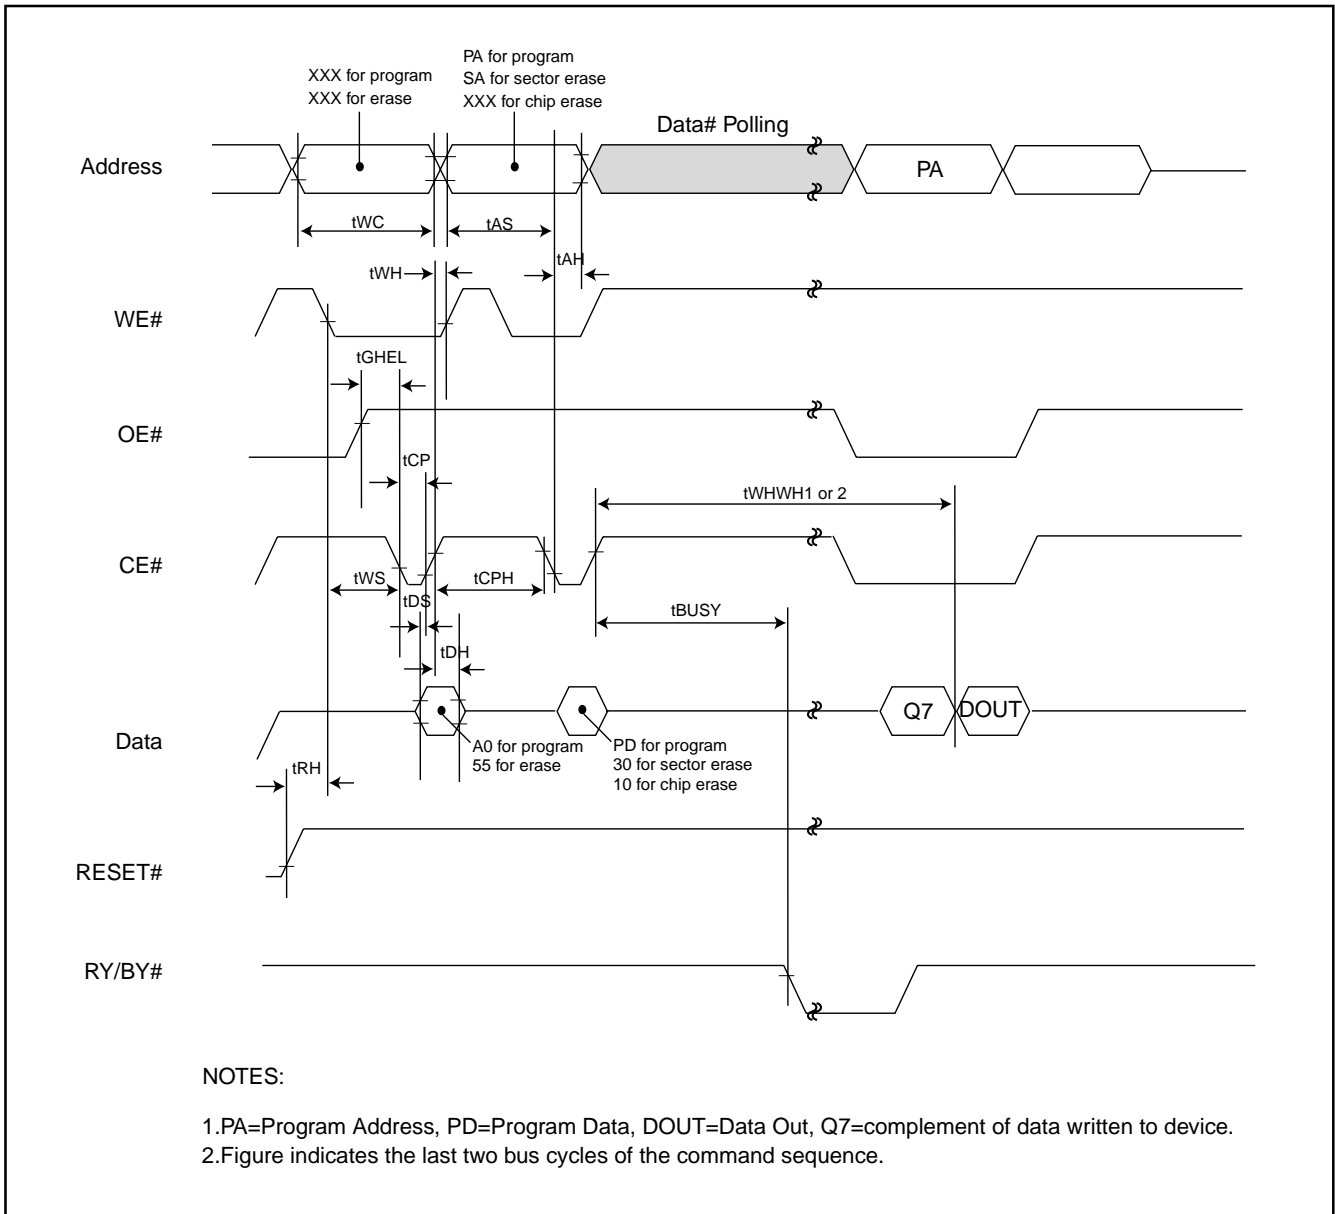 XXX for program
XXX for erase
PA for program
SA for sector erase
XXX for chip erase
Data# Polling
Address
PA
tWC
tAS
tAH
tWH
WE#
tGHEL
OE#
tCP
tWHWH1 or 2
CE#
tWS
tCPH
tDS
tBUSY
tDH
Data
Q7
DOUT
A0 for program
55 for erase
PD for program
30 for sector erase
10 for chip erase
tRH
RESET#
RY/BY#
NOTES:
1.PA=Program Address, PD=Program Data, DOUT=Data Out, Q7=complement of data written to device.
2.Figure indicates the last two bus cycles of the command sequence.